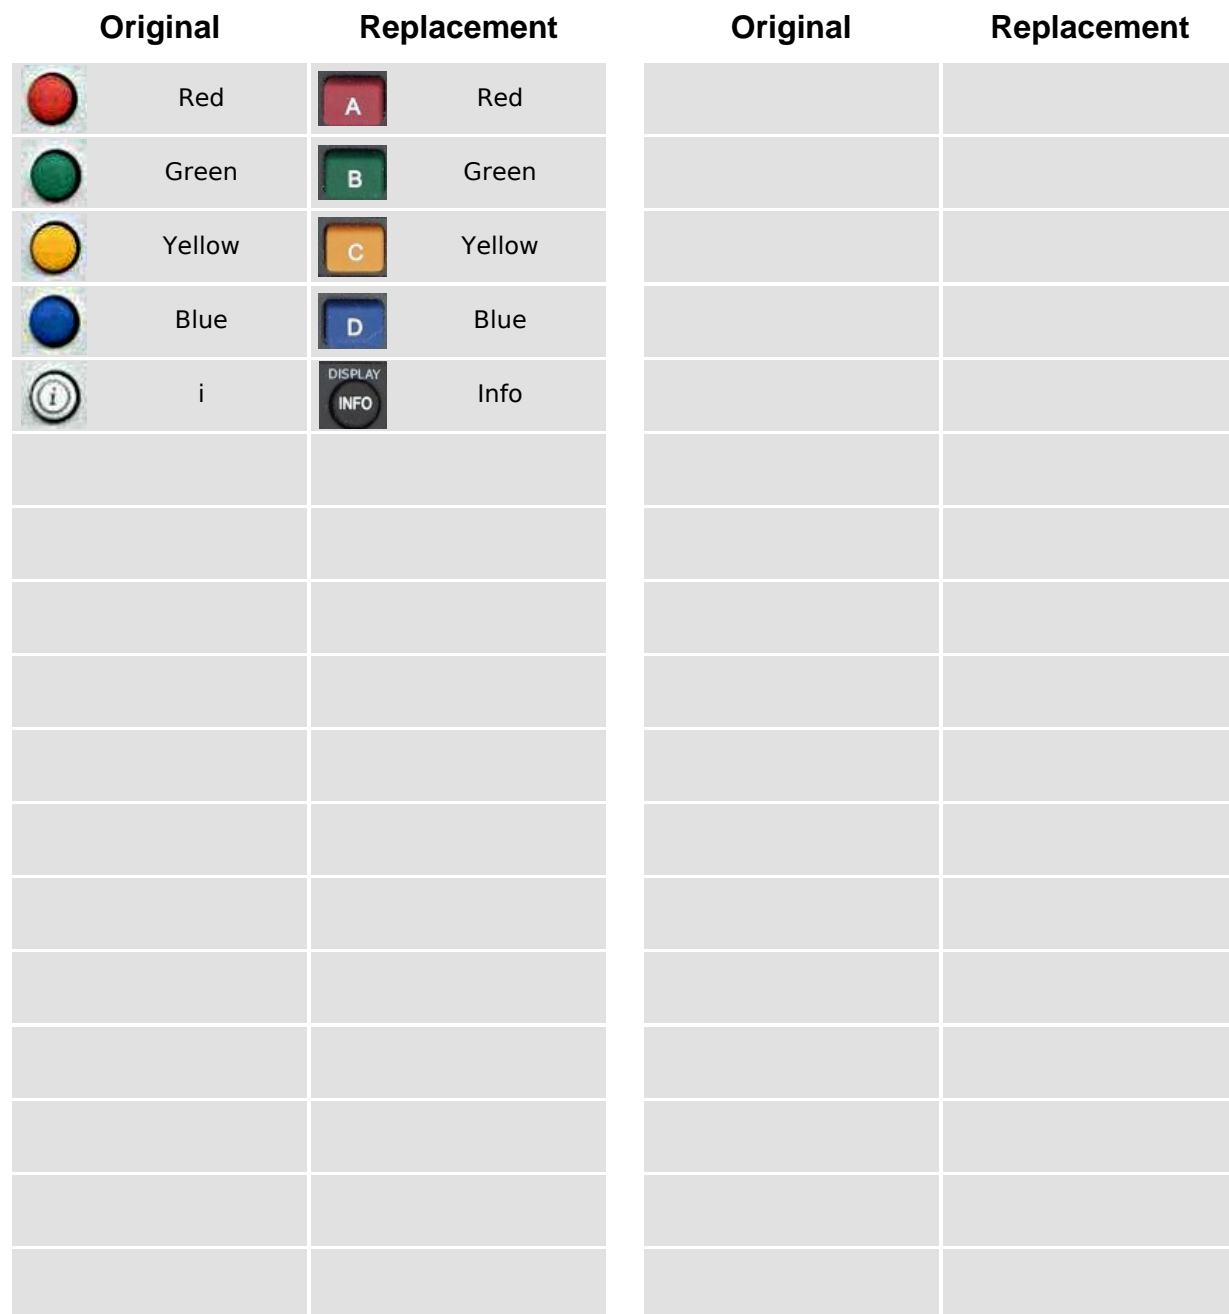 Original Replacement Original Replacement
Red A Red
Green B Green
Yellow C Yellow
Blue D Blue
i i DISPLAY INFO Info